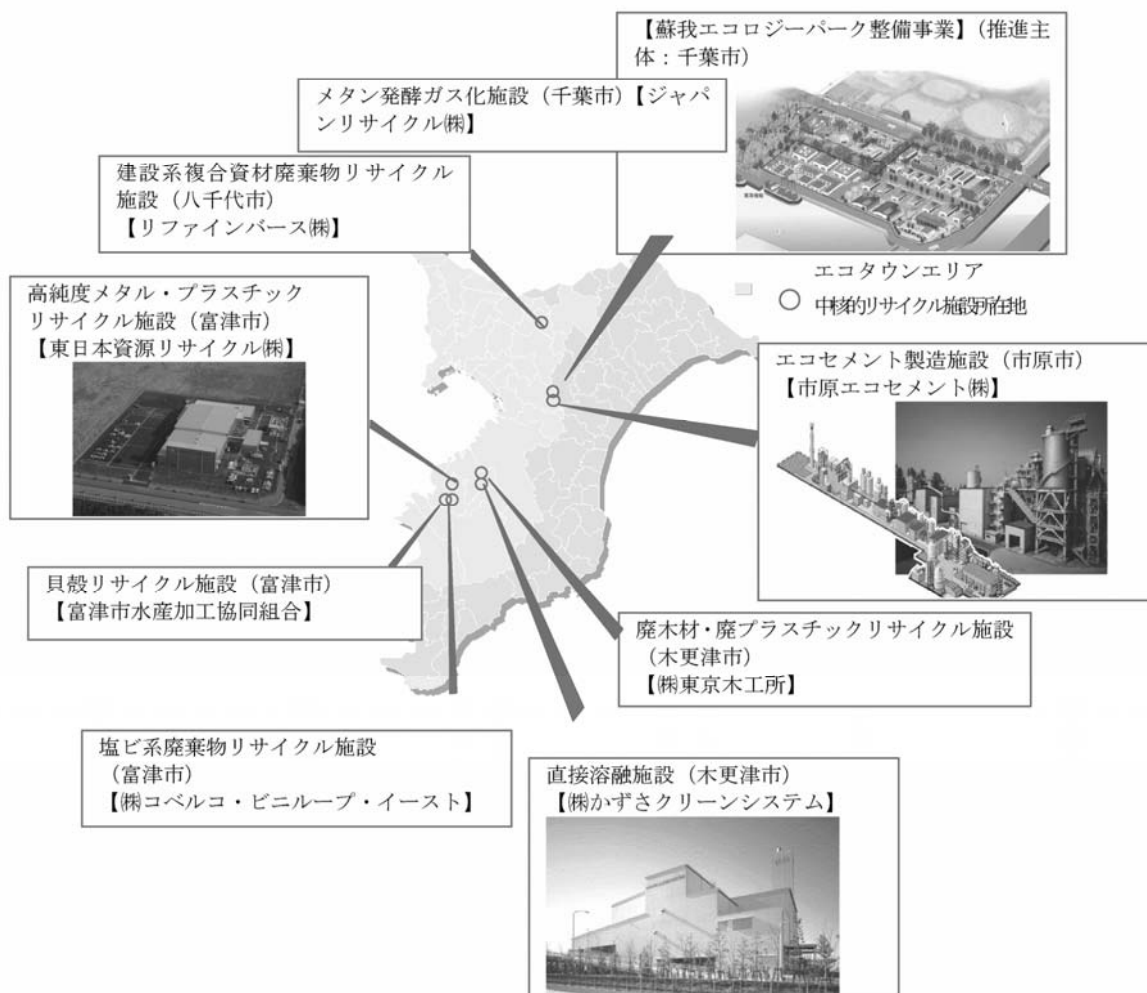 【蘇我エコロジーパーク整備事業】(推進主
体:千葉市)
メタン発酵ガス化施設(千葉市)【ジャパ
ンリサイクル㈱】
建設系複合資材廃棄物リサイクル
施設(八千代市)
【リファインバース㈱】
エコタウンエリア
中核的リサイクル施設所在地
高純度メタル・プラスチック
リサイクル施設(富津市)
【東日本資源リサイクル㈱】
エコセメント製造施設(市原市)
【市原エコセメント㈱】
貝殻リサイクル施設(富津市)
【富津市水産加工協同組合】
廃木材・廃プラスチックリサイクル施設
(木更津市)
【㈱東京木工所】
塩ビ系廃棄物リサイクル施設
(富津市)
【㈱コベルコ・ビニループ・イースト】
直接溶融施設(木更津市)
【㈱かずさクリーンシステム】